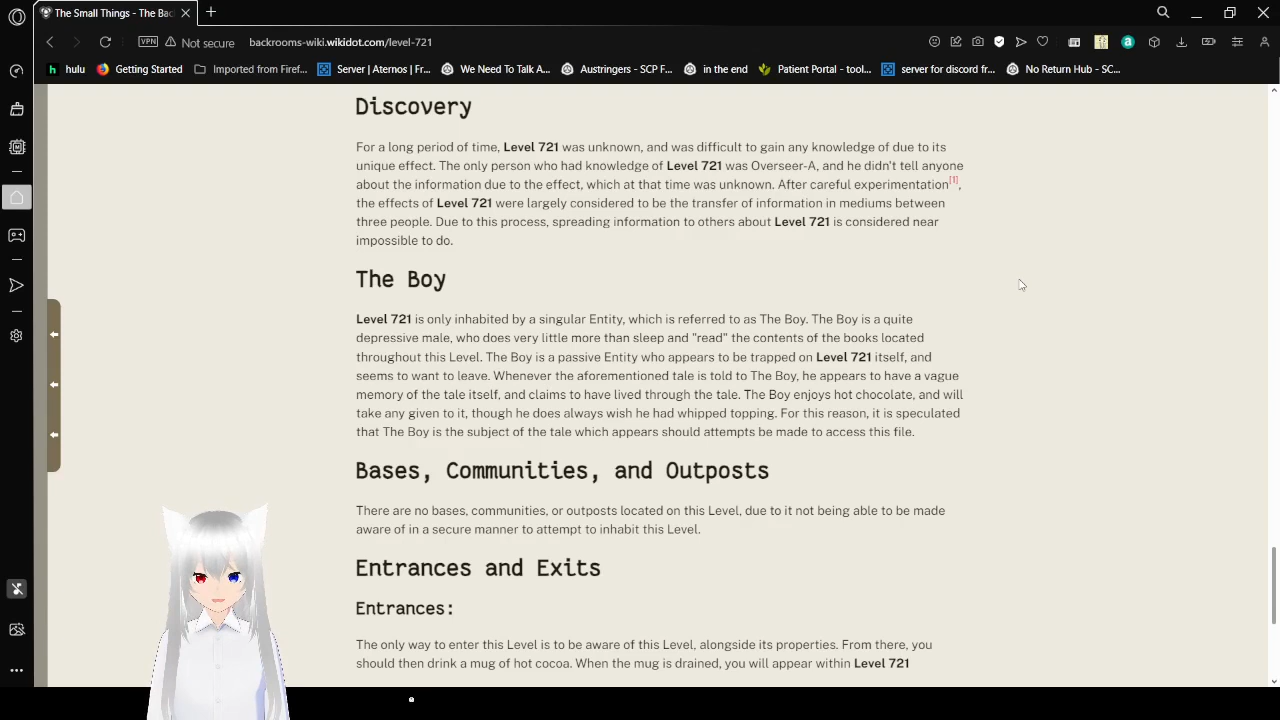 The Small Things - The Bac
VPN
Not secure
backrooms-wiki.wikidot.com/level-721
hulu
Getting Started
Imported from Firef...
Server | Aternos | Fr...
We Need To Talk A...
Austringers - SCP F...
in the end
Patient Portal - tool...
server for discord fr...
No Return Hub - SC...
Discovery
For a long period of time, Level 721 was unknown, and was difficult to gain any knowledge of due to its
unique effect. The only person who had knowledge of Level 721 was Overseer-A, and he didn't tell anyone
about the information due to the effect, which at that time was unknown. After careful experimentation[1],
the effects of Level 721 were largely considered to be the transfer of information in mediums between
three people. Due to this process, spreading information to others about Level 721 is considered near
impossible to do.
The Boy
Level 721 is only inhabited by a singular Entity, which is referred to as The Boy. The Boy is a quite
depressive male, who does very little more than sleep and "read" the contents of the books located
throughout this Level. The Boy is a passive Entity who appears to be trapped on Level 721 itself, and
seems to want to leave. Whenever the aforementioned tale is told to The Boy, he appears to have a vague
memory of the tale itself, and claims to have lived through the tale. The Boy enjoys hot chocolate, and will
take any given to it, though he does always wish he had whipped topping. For this reason, it is speculated
that The Boy is the subject of the tale which appears should attempts be made to access this file.
Bases, Communities, and Outposts
There are no bases, communities, or outposts located on this Level, due to it not being able to be made
aware of in a secure manner to attempt to inhabit this Level.
Entrances and Exits
Entrances:
The only way to enter this Level is to be aware of this Level, alongside its properties. From there, you
should then drink a mug of hot cocoa. When the mug is drained, you will appear within Level 721